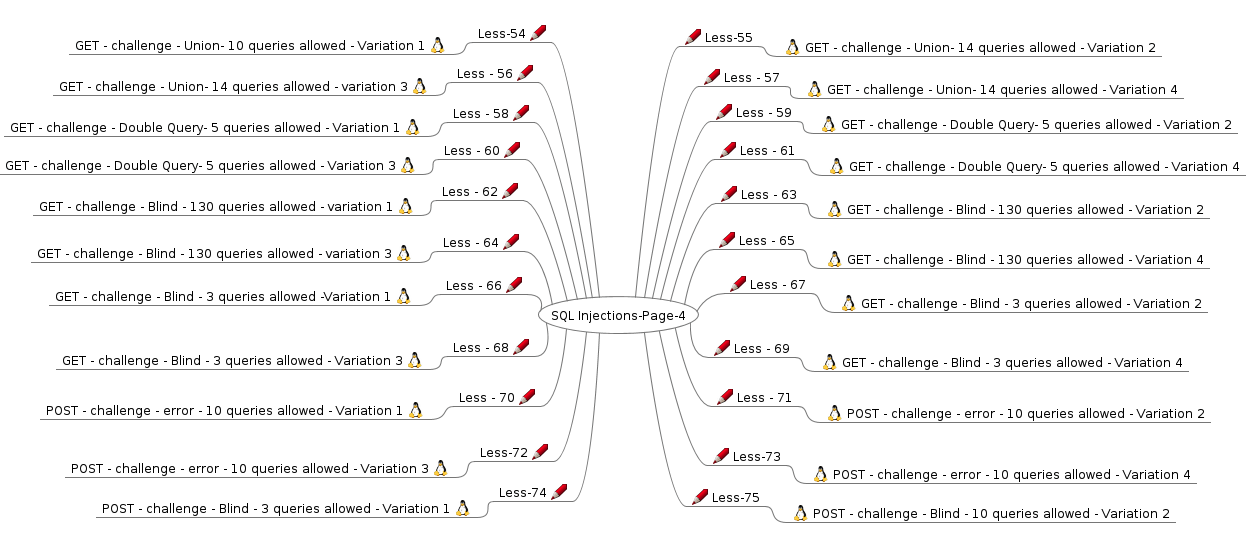 Less-54
GET - challenge - Union- 10 queries allowed - Variation 1
Less - 56
GET - challenge - Union- 14 queries allowed - variation 3
Less - 58
GET - challenge - Double Query- 5 queries allowed - Variation 1
Less - 60
GET - challenge - Double Query- 5 queries allowed - Variation 3
Less - 62
GET - challenge - Blind - 130 queries allowed - variation 1
Less - 64
GET - challenge - Blind - 130 queries allowed - variation 3
Less - 66
GET - challenge - Blind - 3 queries allowed -Variation 1
Less - 68
GET - challenge - Blind - 3 queries allowed - Variation 3
Less - 70
POST - challenge - error - 10 queries allowed - Variation 1
Less-72
POST - challenge - error - 10 queries allowed - Variation 3
Less-74
POST - challenge - Blind - 3 queries allowed - Variation 1
SQL Injections-Page-4
Less-55
GET - challenge - Union- 14 queries allowed - Variation 2
Less - 57
GET - challenge - Union- 14 queries allowed - Variation 4
Less - 59
GET - challenge - Double Query- 5 queries allowed - Variation 2
Less - 61
GET - challenge - Double Query- 5 queries allowed - Variation 4
Less - 63
GET - challenge - Blind - 130 queries allowed - Variation 2
Less - 65
GET - challenge - Blind - 130 queries allowed - Variation 4
Less - 67
GET - challenge - Blind - 3 queries allowed - Variation 2
Less - 69
GET - challenge - Blind - 3 queries allowed - Variation 4
Less - 71
POST - challenge - error - 10 queries allowed - Variation 2
Less-73
POST - challenge - error - 10 queries allowed - Variation 4
Less-75
POST - challenge - Blind - 10 queries allowed - Variation 2